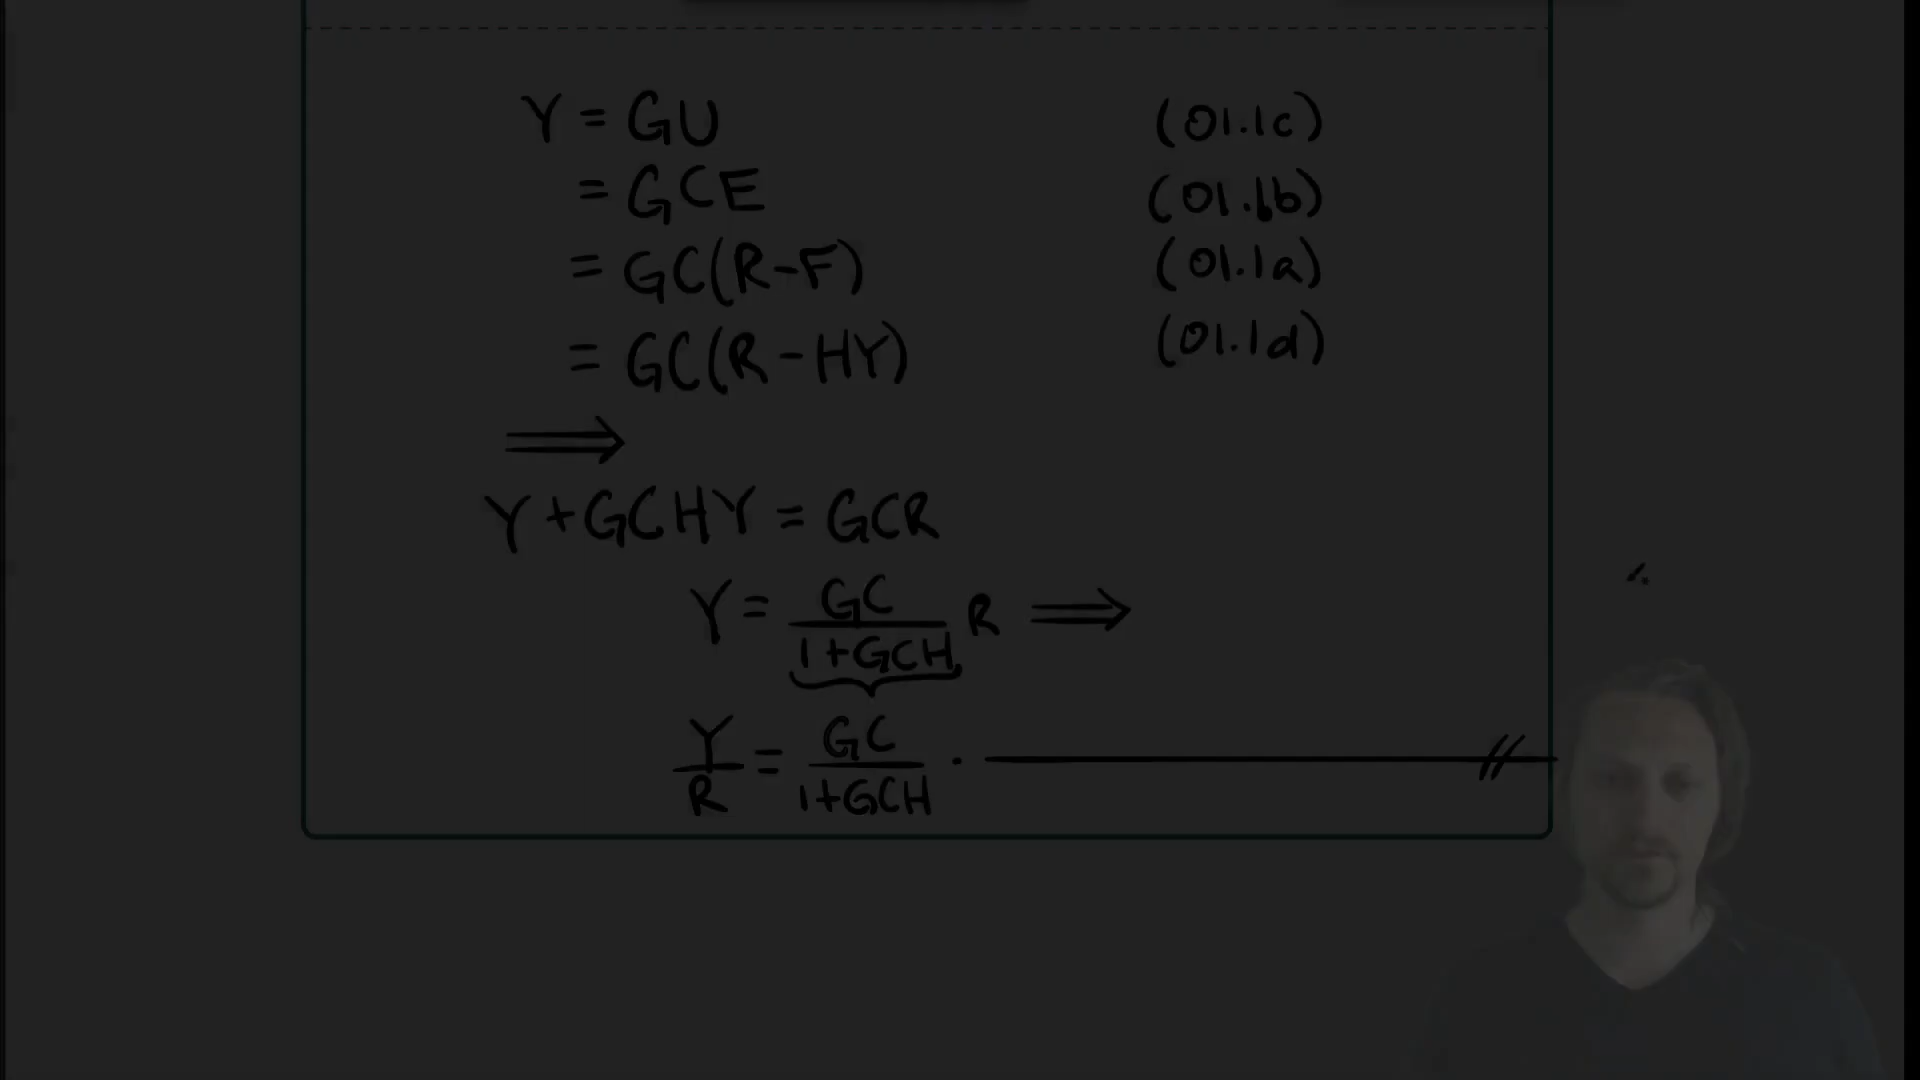 Y = GU (01.1c)
= GCE (01.1b)
= GC(R-F) (01.1a)
= GC(R-HY) (01.1d)
⟹
Y + GCHY = GCR
Y = GC/(1+GCH) R ⟹
Y/R = GC/(1+GCH) .